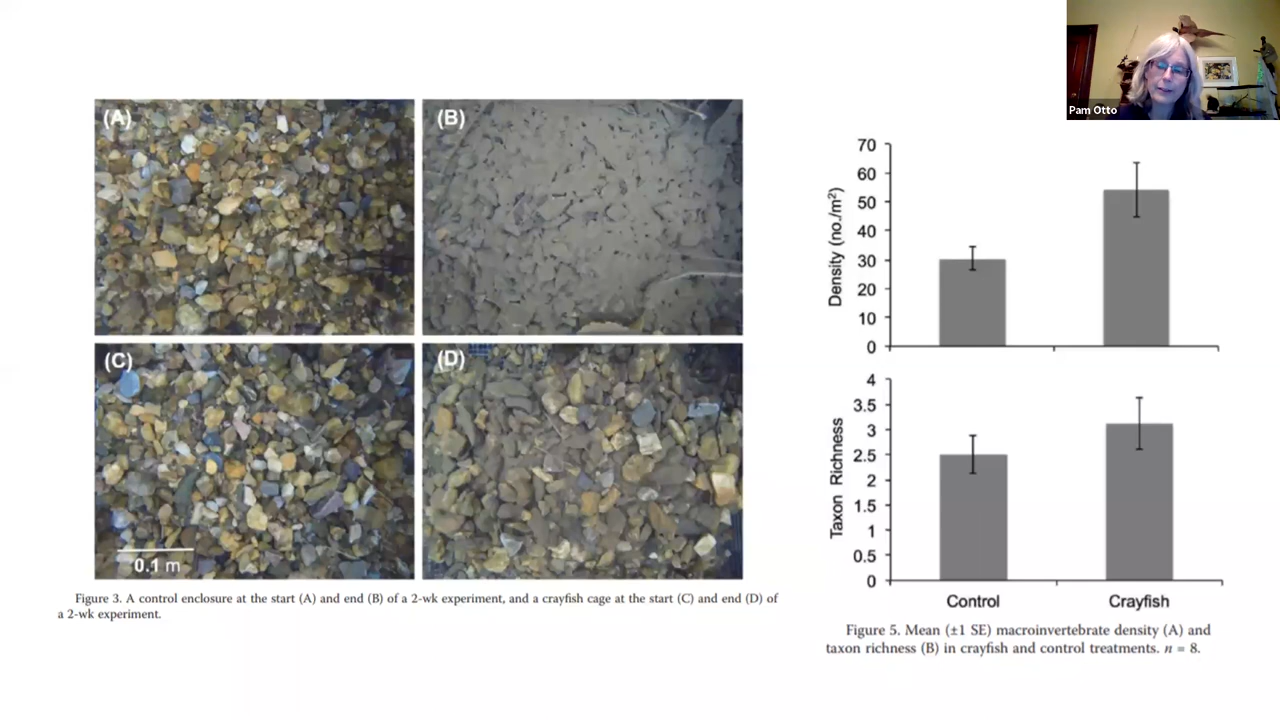 Pam Otto
(A)
(B)
(C)
(D)
0.1 m
Figure 3. A control enclosure at the start (A) and end (B) of a 2-wk experiment, and a crayfish cage at the start (C) and end (D) of
a 2-wk experiment.
Density (no./m²)
70
60
50
40
30
20
10
0
Taxon Richness
4
3.5
3
2.5
2
1.5
1
0.5
0
Control
Crayfish
Figure 5. Mean (±1 SE) macroinvertebrate density (A) and
taxon richness (B) in crayfish and control treatments. n = 8.